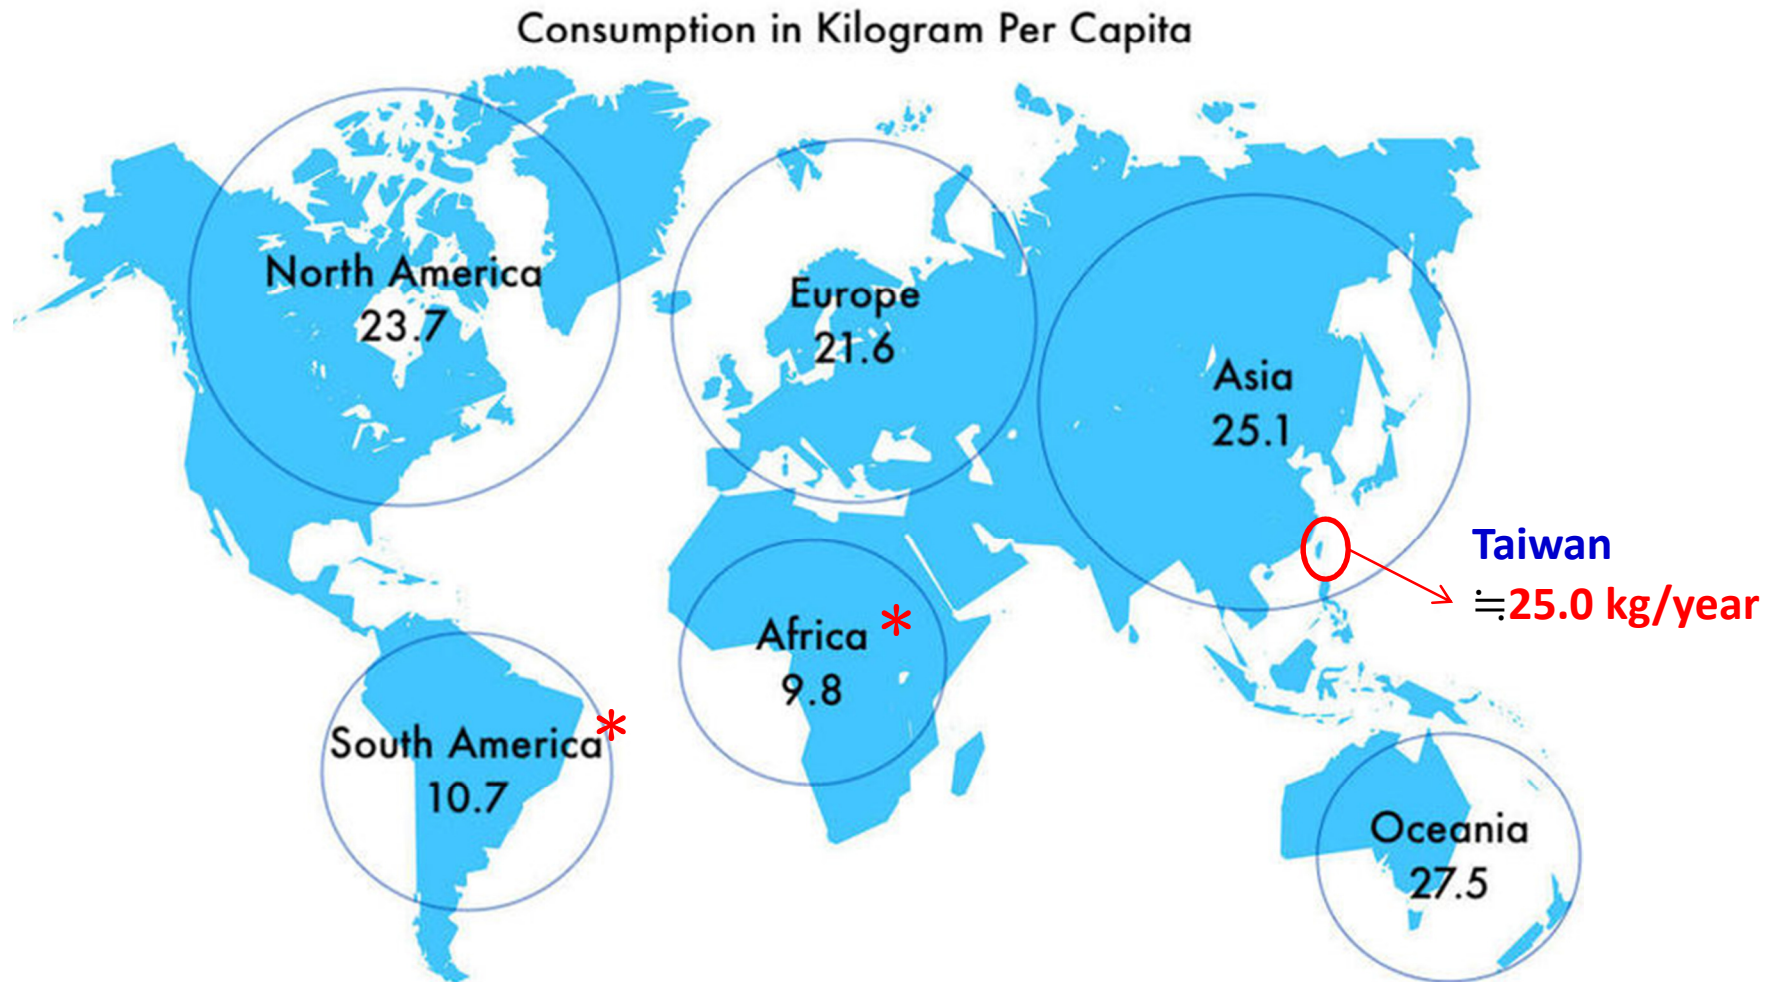 Consumption in Kilogram Per Capita
North America
23.7
Europe
21.6
Asia
25.1
Taiwan
≒25.0 kg/year
Africa *
9.8
South America*
10.7
Oceania
27.5